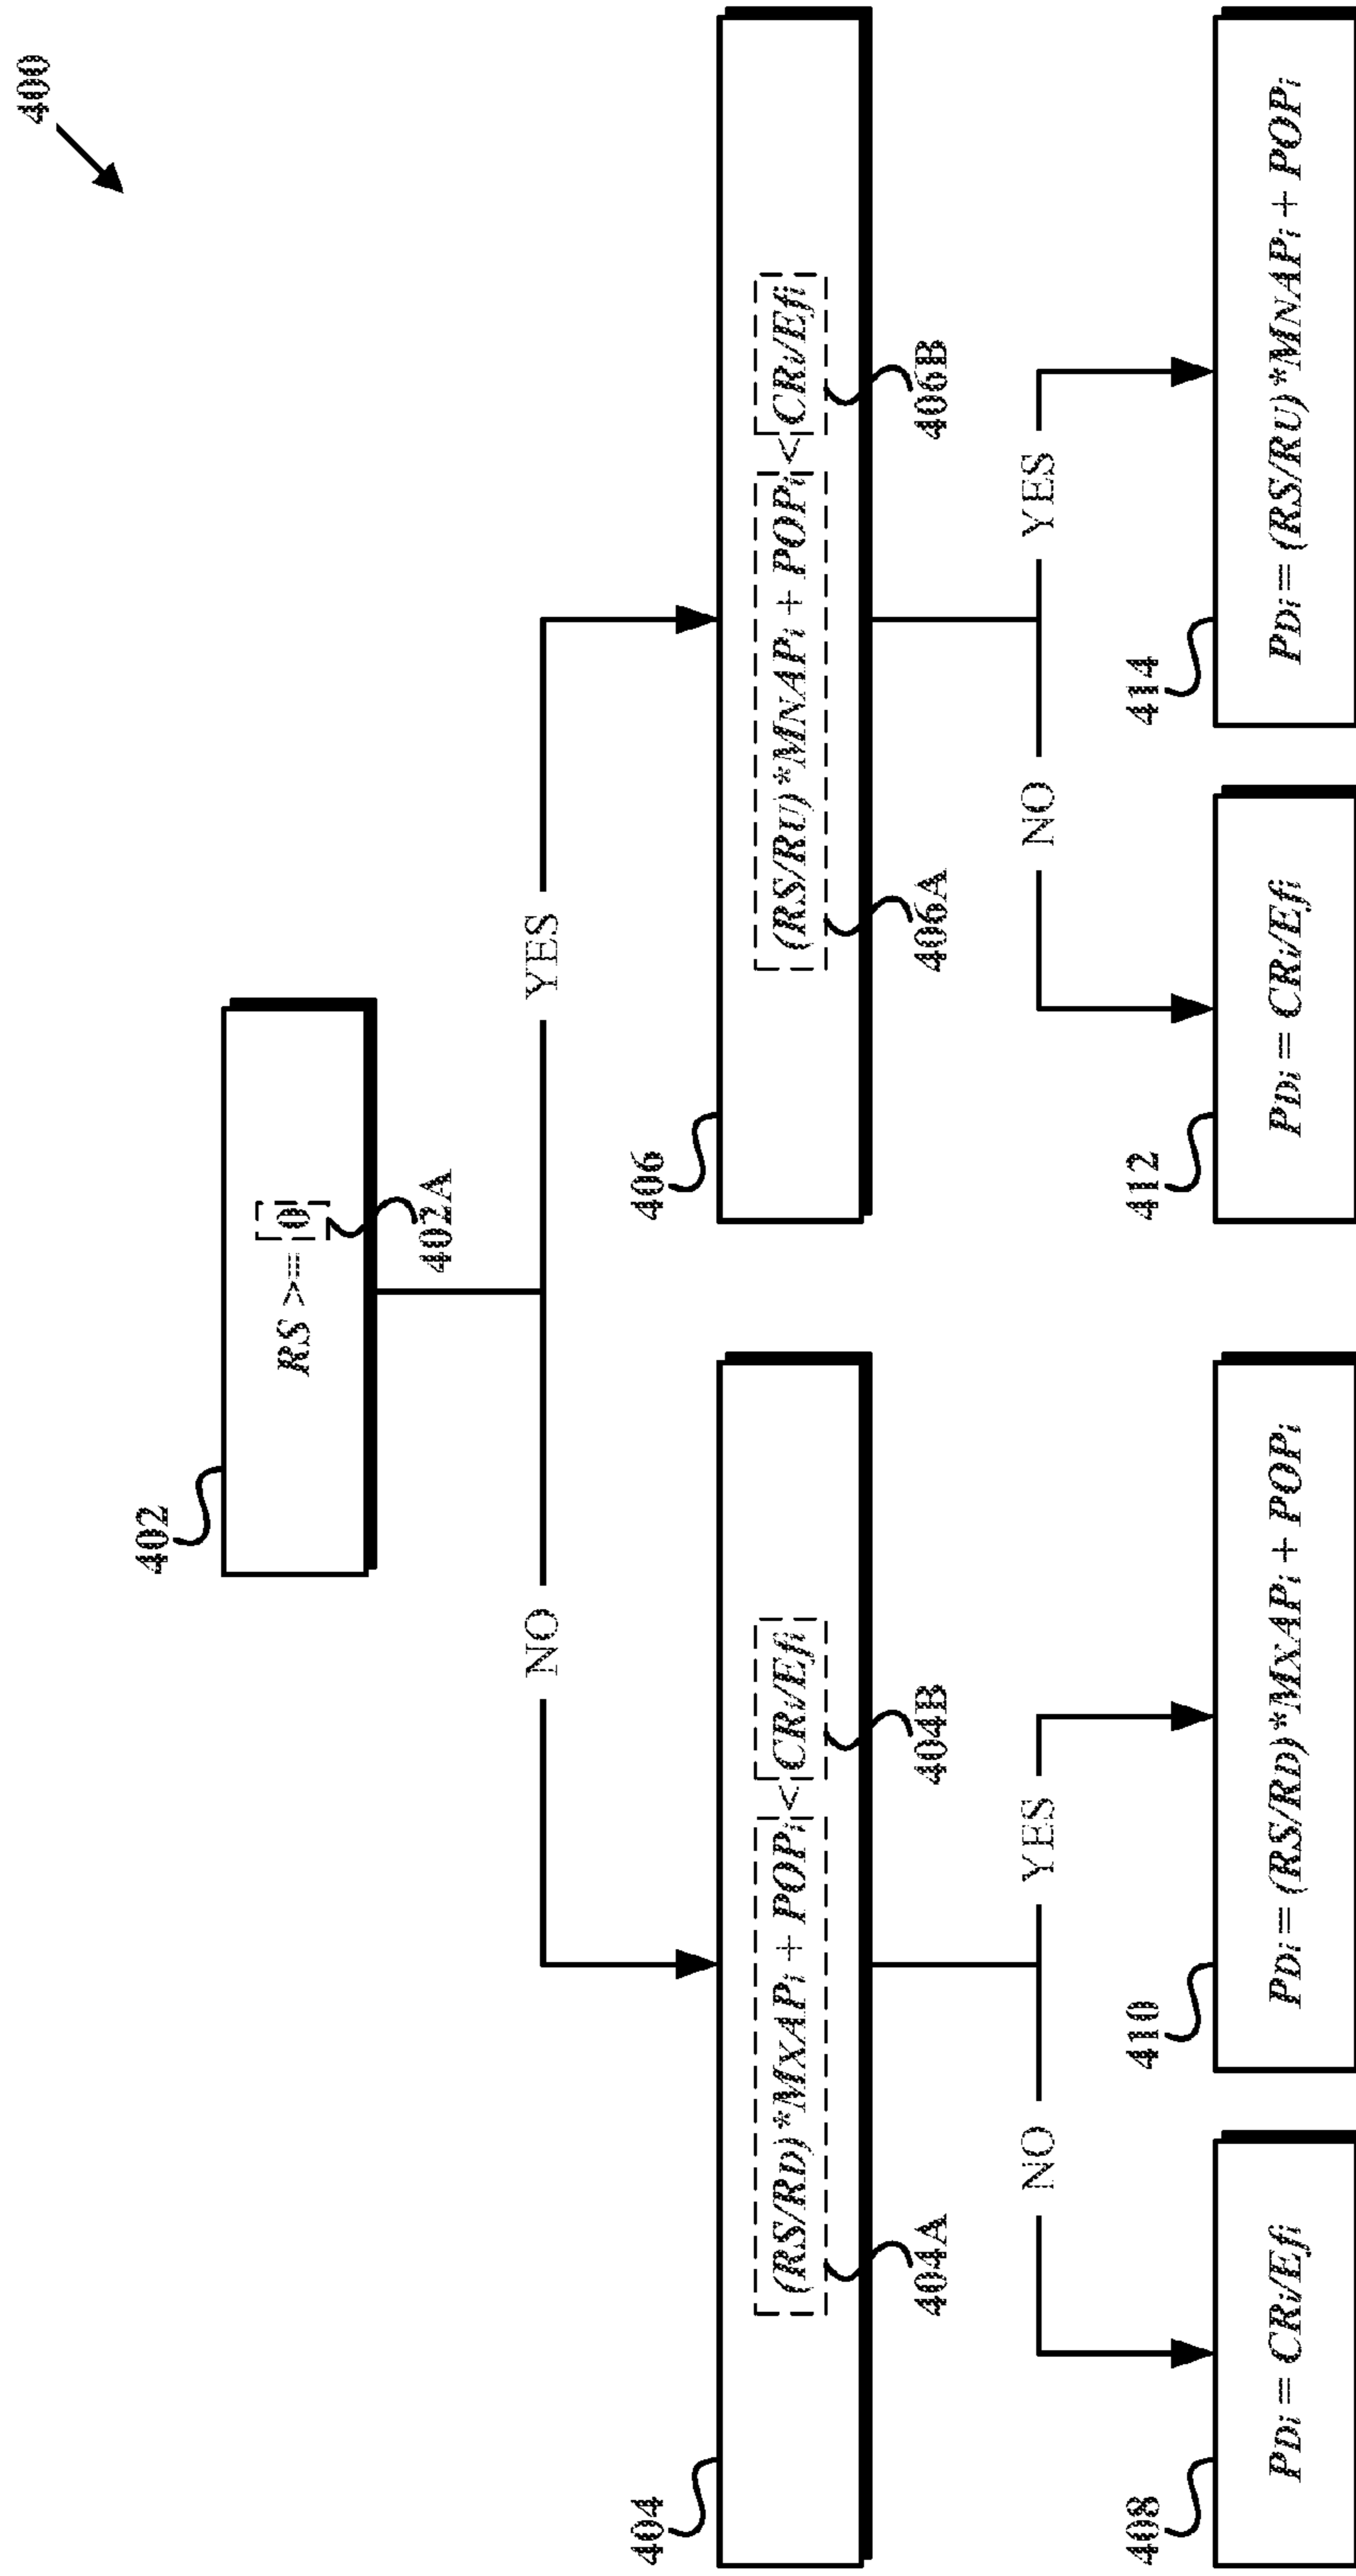 400
402
RS >= 0
402A
NO
YES
404
(RS/RD)*MXAPi + POPi < CRi/Efi
404A
404B
406
(RS/RU)*MNAPi + POPi < CRi/Efi
406A
406B
NO
YES
NO
YES
408
PDi = CRi/Efi
410
PDi = (RS/RD)*MXAPi + POPi
412
PDi = CRi/Efi
414
PDi = (RS/RU)*MNAPi + POPi